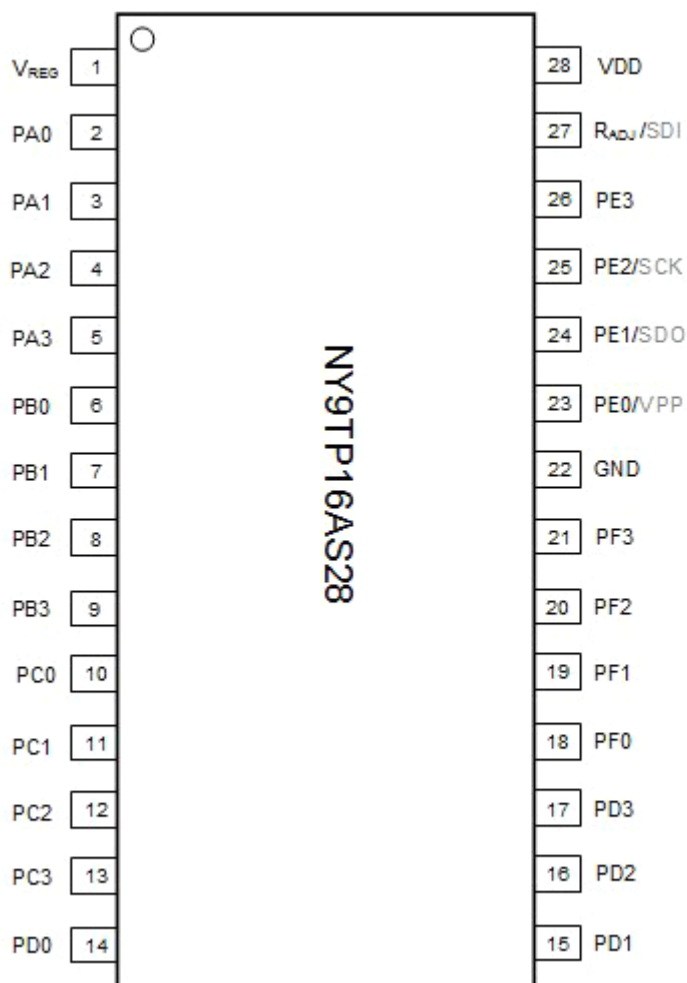 VREG 1 28 VDD
PA0 2 27 RADJ/SDI
PA1 3 26 PE3
PA2 4 25 PE2/SCK
PA3 5 24 PE1/SDO
PB0 6 23 PE0/VPP
PB1 7 22 GND
PB2 8 21 PF3
PB3 9 20 PF2
PC0 10 19 PF1
PC1 11 18 PF0
PC2 12 17 PD3
PC3 13 16 PD2
PD0 14 15 PD1
NY9TP16AS28